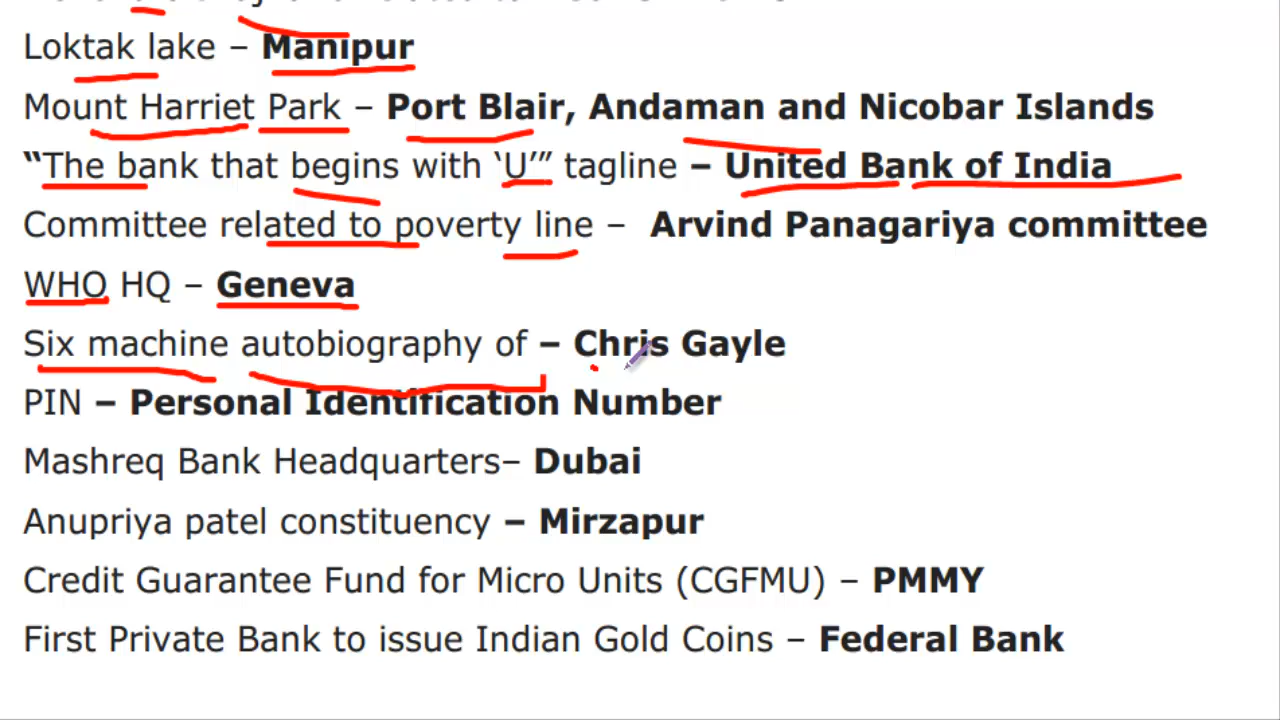 Loktak lake – Manipur
Mount Harriet Park – Port Blair, Andaman and Nicobar Islands
“The bank that begins with ‘U’” tagline – United Bank of India
Committee related to poverty line – Arvind Panagariya committee
WHO HQ – Geneva
Six machine autobiography of – Chris Gayle
PIN – Personal Identification Number
Mashreq Bank Headquarters– Dubai
Anupriya patel constituency – Mirzapur
Credit Guarantee Fund for Micro Units (CGFMU) – PMMY
First Private Bank to issue Indian Gold Coins – Federal Bank